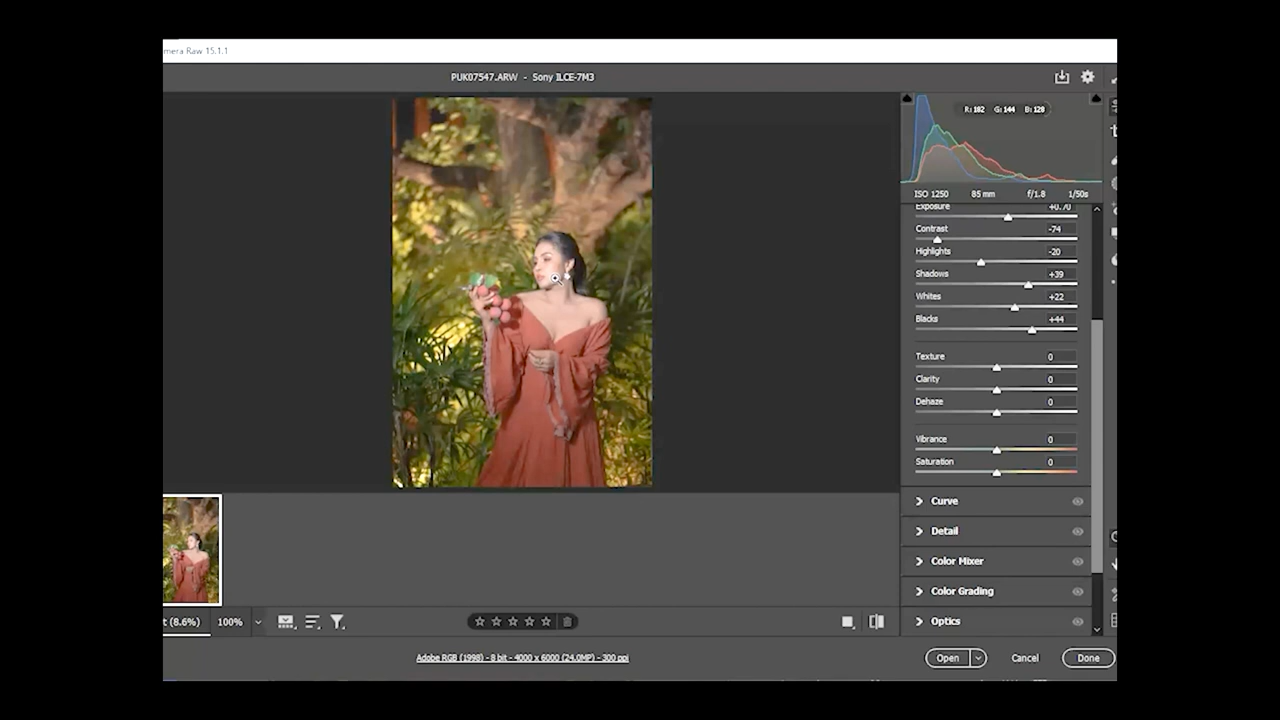 mera Raw 15.1.1
PUK07547.ARW - Sony ILCE-7M3
R: 182 G: 144 B: 128
ISO 1250 85 mm f/1.8 1/50s
Exposure +0.70
Contrast -74
Highlights -20
Shadows +39
Whites +22
Blacks +44
Texture 0
Clarity 0
Dehaze 0
Vibrance 0
Saturation 0
Curve
Detail
Color Mixer
Color Grading
Optics
t (8.6%) 100%
Adobe RGB (1998) - 8 bit - 4000 x 6000 (24.0MP) - 300 ppi
Open Cancel Done